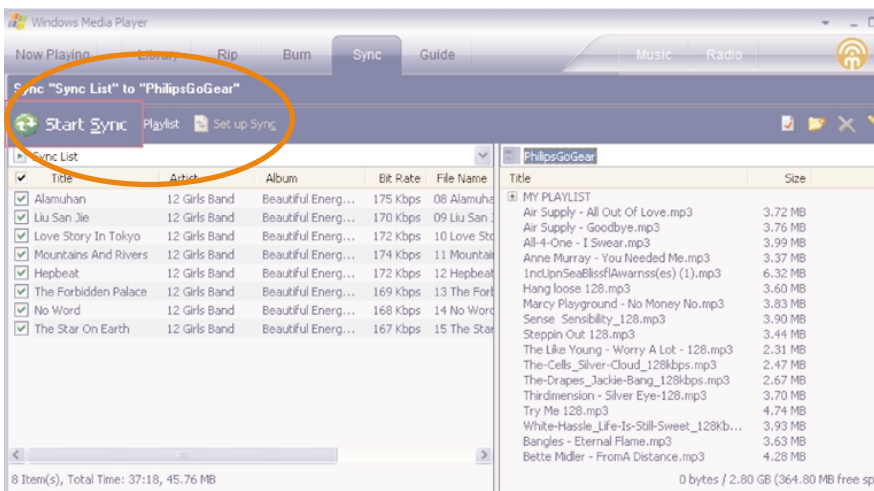 Windows Media Player
Now Playing Library Rip Burn Sync Guide Music Radio
Sync "Sync List" to "PhilipsGoGear"
Start Sync Playlist Set up Sync
Sync List
Title Artist Album Bit Rate File Name
Alamuhan 12 Girls Band Beautiful Energ... 175 Kbps 08 Alamuha
Liu San Jie 12 Girls Band Beautiful Energ... 170 Kbps 09 Liu San J
Love Story In Tokyo 12 Girls Band Beautiful Energ... 172 Kbps 10 Love Sto
Mountains And Rivers 12 Girls Band Beautiful Energ... 174 Kbps 11 Mountai
Hepbeat 12 Girls Band Beautiful Energ... 172 Kbps 12 Hepbeat
The Forbidden Palace 12 Girls Band Beautiful Energ... 169 Kbps 13 The Forb
No Word 12 Girls Band Beautiful Energ... 168 Kbps 14 No Word
The Star On Earth 12 Girls Band Beautiful Energ... 167 Kbps 15 The Star
8 Item(s), Total Time: 37:18, 45.76 MB
PhilipsGoGear
Title Size
MY PLAYLIST
Air Supply - All Out Of Love.mp3 3.72 MB
Air Supply - Goodbye.mp3 3.76 MB
All-4-One - I Swear.mp3 3.99 MB
Anne Murray - You Needed Me.mp3 3.37 MB
1ncUpnSeaBlissflAwarnss(es) (1).mp3 6.32 MB
Hang loose 128.mp3 3.60 MB
Marcy Playground - No Money No.mp3 3.83 MB
Sense Sensibility_128.mp3 3.90 MB
Steppin Out 128.mp3 3.44 MB
The Like Young - Worry A Lot - 128.mp3 2.31 MB
The-Cells_Silver-Cloud_128kbps.mp3 2.47 MB
The-Drapes_Jackie-Bang_128kbps.mp3 2.67 MB
Thirdimension - Silver Eye-128.mp3 3.70 MB
Try Me 128.mp3 4.74 MB
White-Hassle_Life-Is-Still-Sweet_128Kb... 3.93 MB
Bangles - Eternal Flame.mp3 3.63 MB
Bette Midler - FromA Distance.mp3 4.28 MB
0 bytes / 2.80 GB (364.80 MB free sp